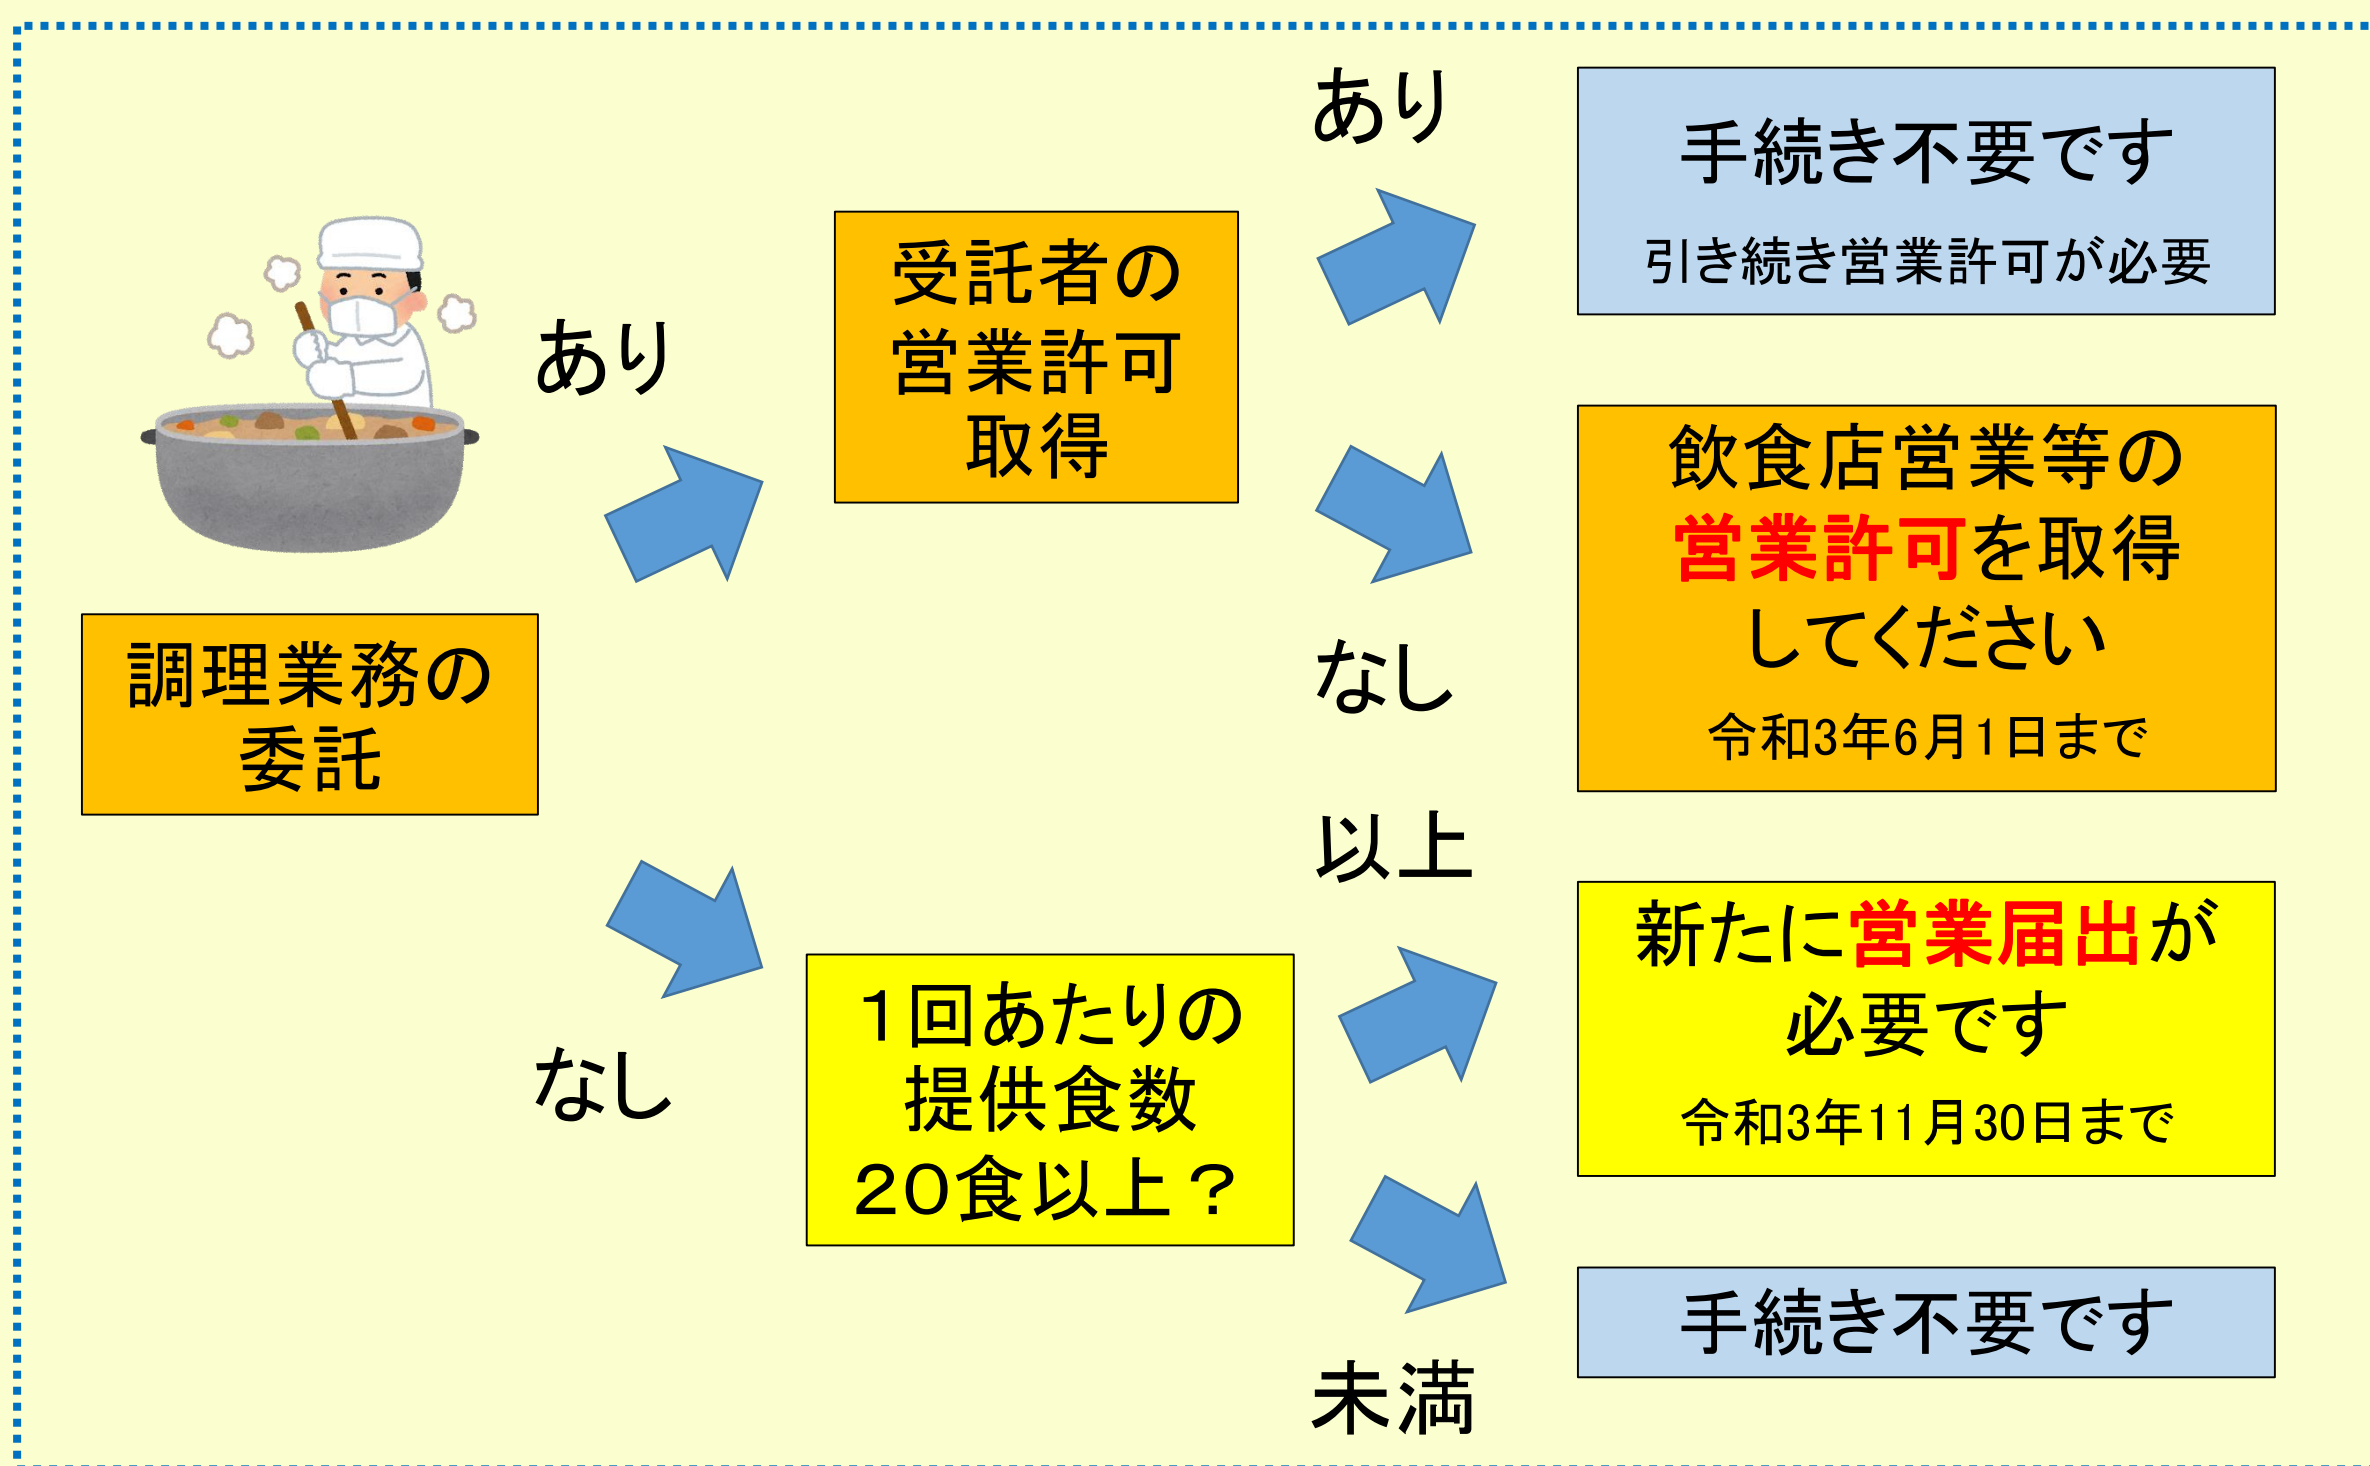 調理業務の
委託
あり
受託者の
営業許可
取得
あり
手続き不要です
引き続き営業許可が必要
なし
飲食店営業等の
営業許可を取得
してください
令和3年6月1日まで
なし
１回あたりの
提供食数
２０食以上？
以上
新たに営業届出が
必要です
令和3年11月30日まで
未満
手続き不要です